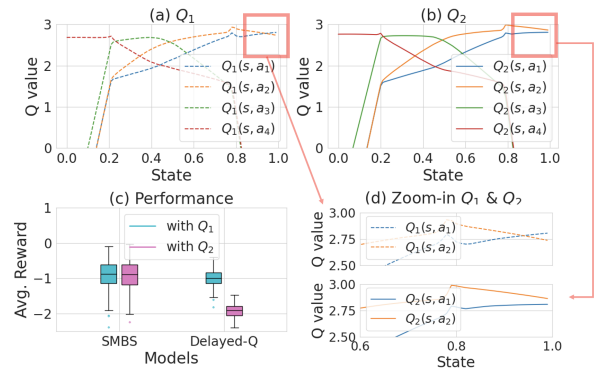 (a) Q₁
(b) Q₂
Q value
3
2
1
0
Q₁(s, a₁)
Q₁(s, a₂)
Q₁(s, a₃)
Q₁(s, a₄)
0.0 0.2 0.4 0.6 0.8 1.0
State
Q value
3
2
1
0
Q₂(s, a₁)
Q₂(s, a₂)
Q₂(s, a₃)
Q₂(s, a₄)
0.0 0.2 0.4 0.6 0.8 1.0
State
(c) Performance
Avg. Reward
1
0
−1
−2
with Q₁
with Q₂
SMBS Delayed-Q
Models
(d) Zoom-in Q₁ & Q₂
Q value
3.00
2.75
2.50
Q₁(s, a₁)
Q₁(s, a₂)
Q value
3.00
2.75
2.50
Q₂(s, a₁)
Q₂(s, a₂)
0.6 0.8 1.0
State